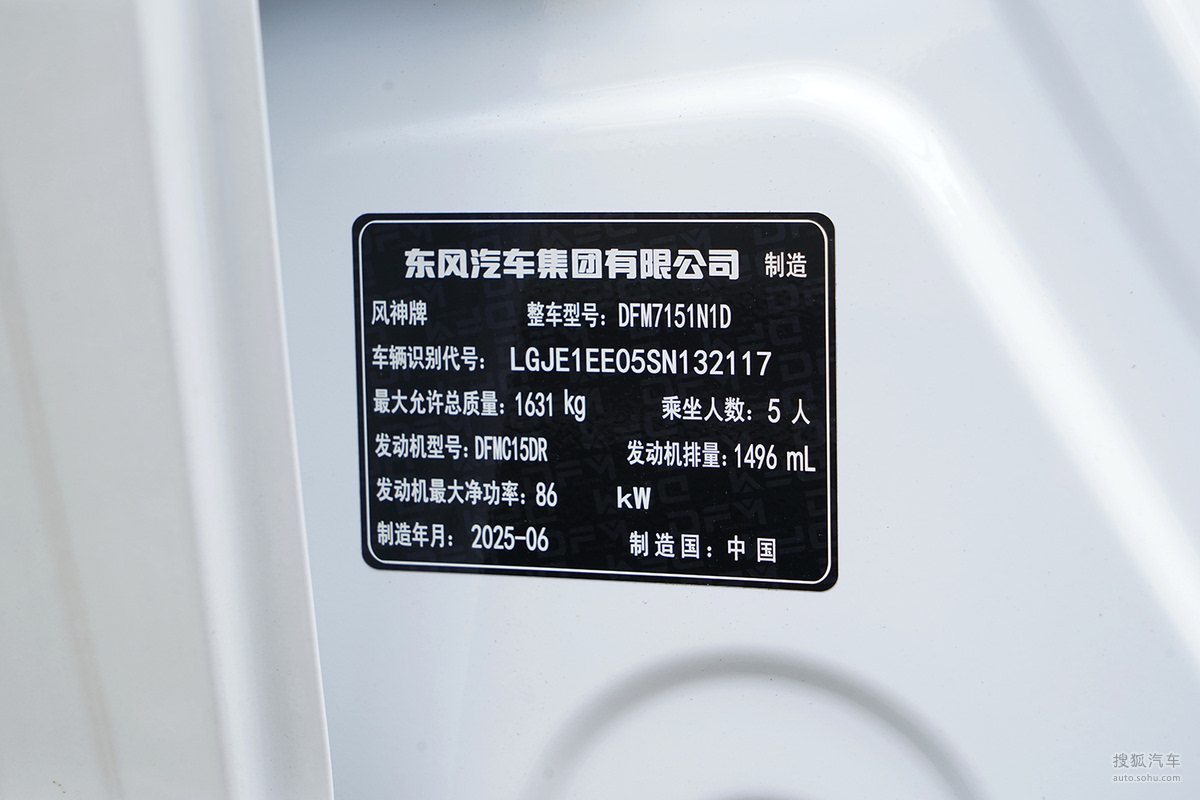 东风汽车集团有限公司 制造
风神牌 整车型号：DFM7151N1D
车辆识别代号：LGJE1EE05SN132117
最大允许总质量：1631 kg 乘坐人数：5 人
发动机型号：DFMC15DR 发动机排量：1496 mL
发动机最大净功率：86 kW
制造年月：2025-06 制造国：中国
搜狐汽车
auto.sohu.com